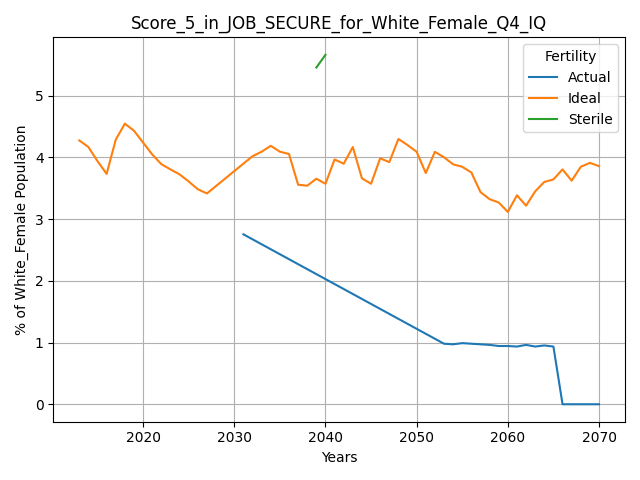 Score_5_in_JOB_SECURE_for_White_Female_Q4_IQ
Fertility
Actual
Ideal
Sterile
% of White_Female Population
5
4
3
2
1
0
2020 2030 2040 2050 2060 2070
Years